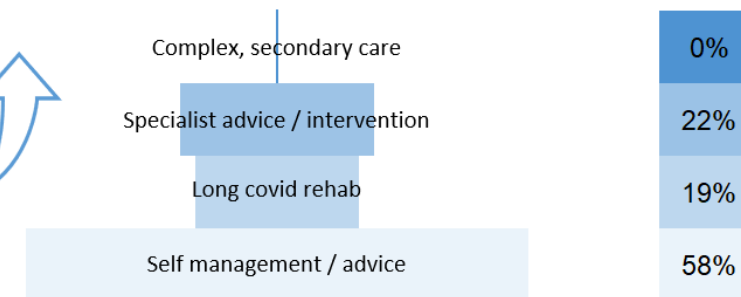 Complex, secondary care 0%
Specialist advice / intervention 22%
Long covid rehab 19%
Self management / advice 58%